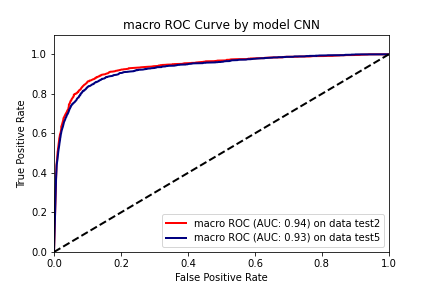 macro ROC Curve by model CNN
True Positive Rate
1.0
0.8
0.6
0.4
0.2
0.0
macro ROC (AUC: 0.94) on data test2
macro ROC (AUC: 0.93) on data test5
0.0 0.2 0.4 0.6 0.8 1.0
False Positive Rate